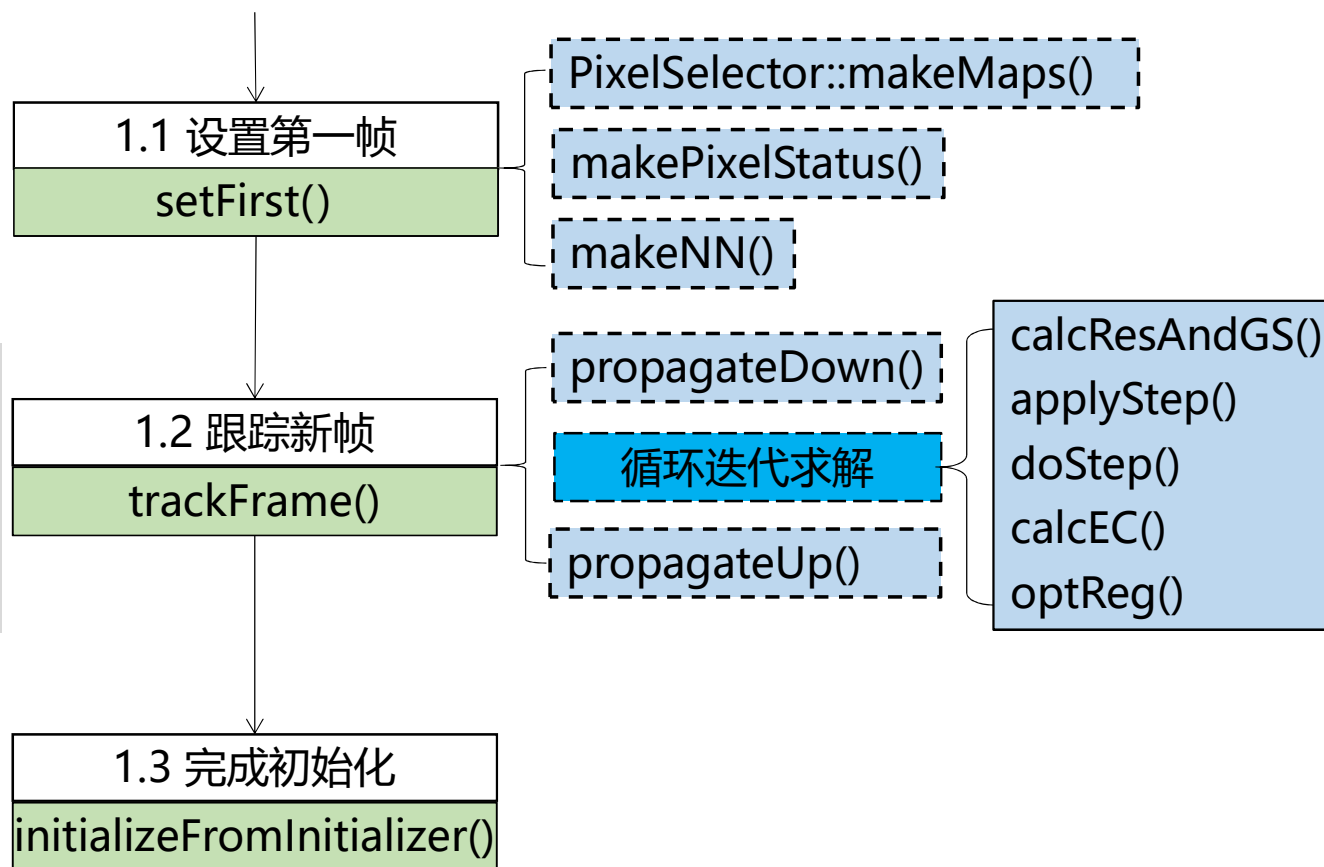 1.1 设置第一帧
setFirst()
PixelSelector::makeMaps()
makePixelStatus()
makeNN()
1.2 跟踪新帧
trackFrame()
propagateDown()
循环迭代求解
propagateUp()
calcResAndGS()
applyStep()
doStep()
calcEC()
optReg()
1.3 完成初始化
initializeFromInitializer()